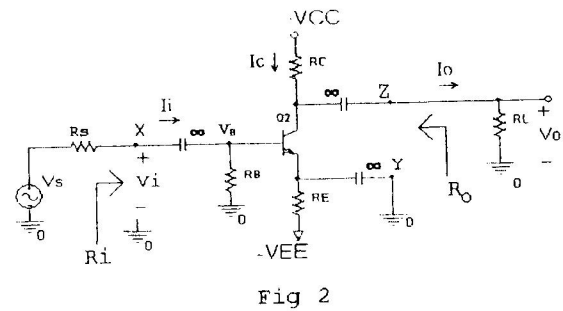 -VCC
Ic
RC
Io
∞
Z
Ii
Q2
RL
+
Vo
-
Rs
X
∞
VB
∞
Y
Ro
+
Vs
Vi
RB
RE
0
0
-
0
0
0
Ri
-VEE
Fig 2